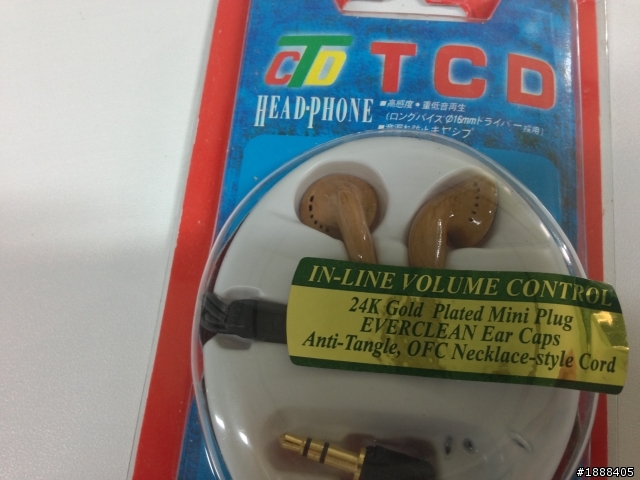 CTD TCD
HEAD-PHONE
■高感度・重低音再生
(ロングバイス Ø16mmドライバー採用)
IN-LINE VOLUME CONTROL
24K Gold Plated Mini Plug
EVERCLEAN Ear Caps
Anti-Tangle, OFC Necklace-style Cord
#1888405